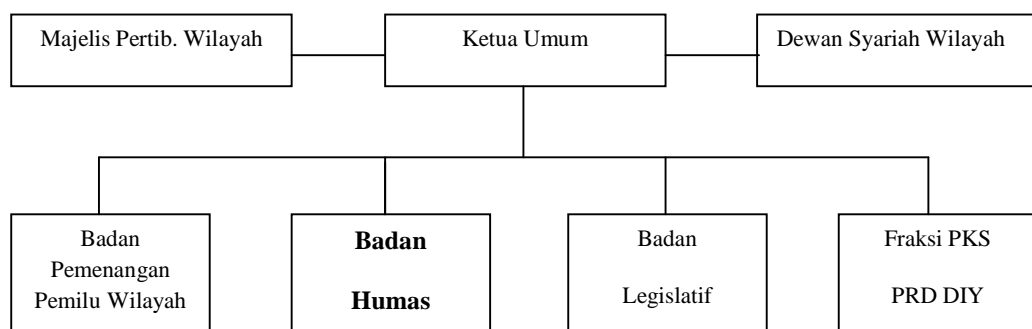 Majelis Pertib. Wilayah
Ketua Umum
Dewan Syariah Wilayah
Badan
Pemenangan
Pemilu Wilayah
Badan
Humas
Badan
Legislatif
Fraksi PKS
PRD DIY